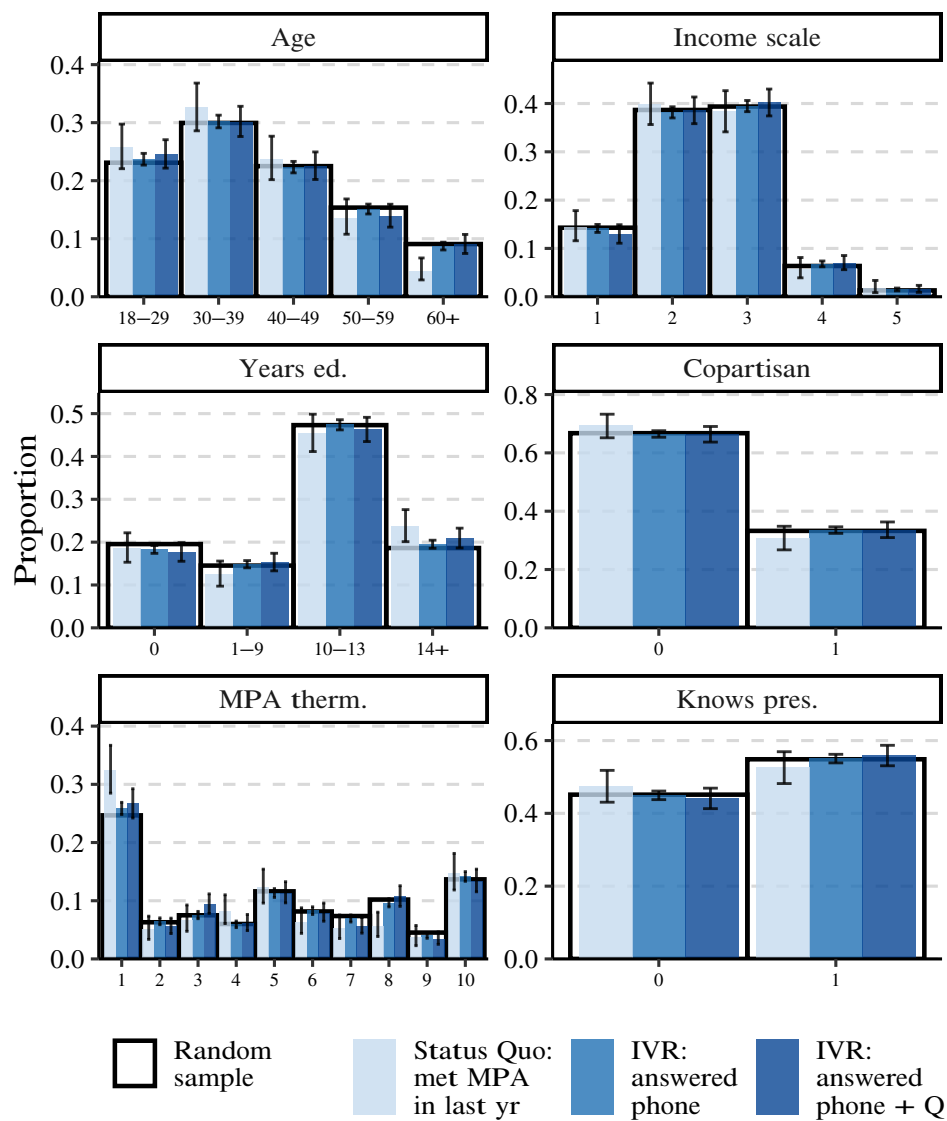 Age
Income scale
0.4
0.3
0.2
0.1
0.0
18–29 30–39 40–49 50–59 60+
0.4
0.3
0.2
0.1
0.0
1 2 3 4 5
Years ed.
Copartisan
Proportion
0.5
0.4
0.3
0.2
0.1
0.0
0 1–9 10–13 14+
0.8
0.6
0.4
0.2
0.0
0 1
MPA therm.
Knows pres.
0.4
0.3
0.2
0.1
0.0
1 2 3 4 5 6 7 8 9 10
0.6
0.4
0.2
0.0
0 1
Random
sample
Status Quo:
met MPA
in last yr
IVR:
answered
phone
IVR:
answered
phone + Q